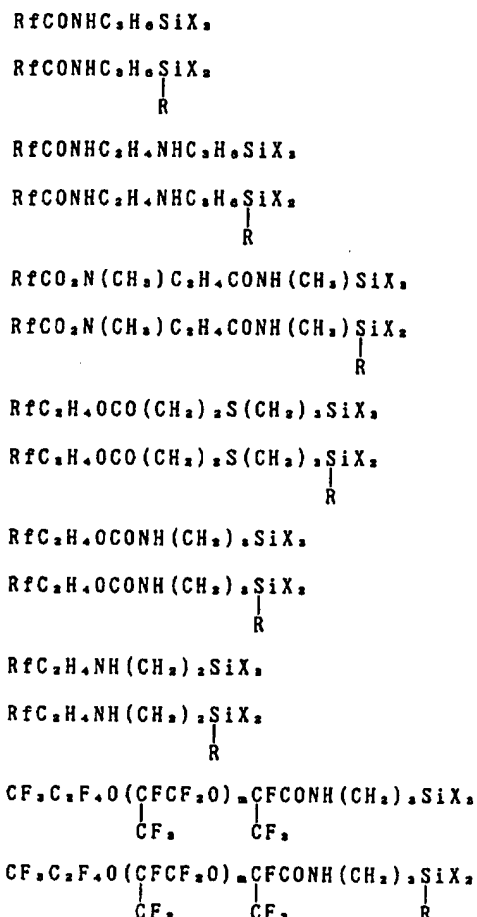 RfCONHC₃H₆SiX₃
RfCONHC₃H₆SiX₂
R
RfCONHC₂H₄NHC₃H₆SiX₃
RfCONHC₂H₄NHC₃H₆SiX₂
R
RfCO₂N(CH₃)C₂H₄CONH(CH₃)SiX₃
RfCO₂N(CH₃)C₂H₄CONH(CH₃)SiX₂
R
RfC₂H₄OCO(CH₂)₂S(CH₂)₃SiX₃
RfC₂H₄OCO(CH₂)₂S(CH₂)₃SiX₂
R
RfC₂H₄OCONH(CH₂)₃SiX₃
RfC₂H₄OCONH(CH₂)₃SiX₂
R
RfC₂H₄NH(CH₂)₂SiX₃
RfC₂H₄NH(CH₂)₂SiX₂
R
CF₃C₂F₄O(CFCF₂O)ₘCFCONH(CH₂)₃SiX₃
CF₃ CF₃
CF₃C₂F₄O(CFCF₂O)ₘCFCONH(CH₂)₃SiX₂
CF₃ CF₃ R